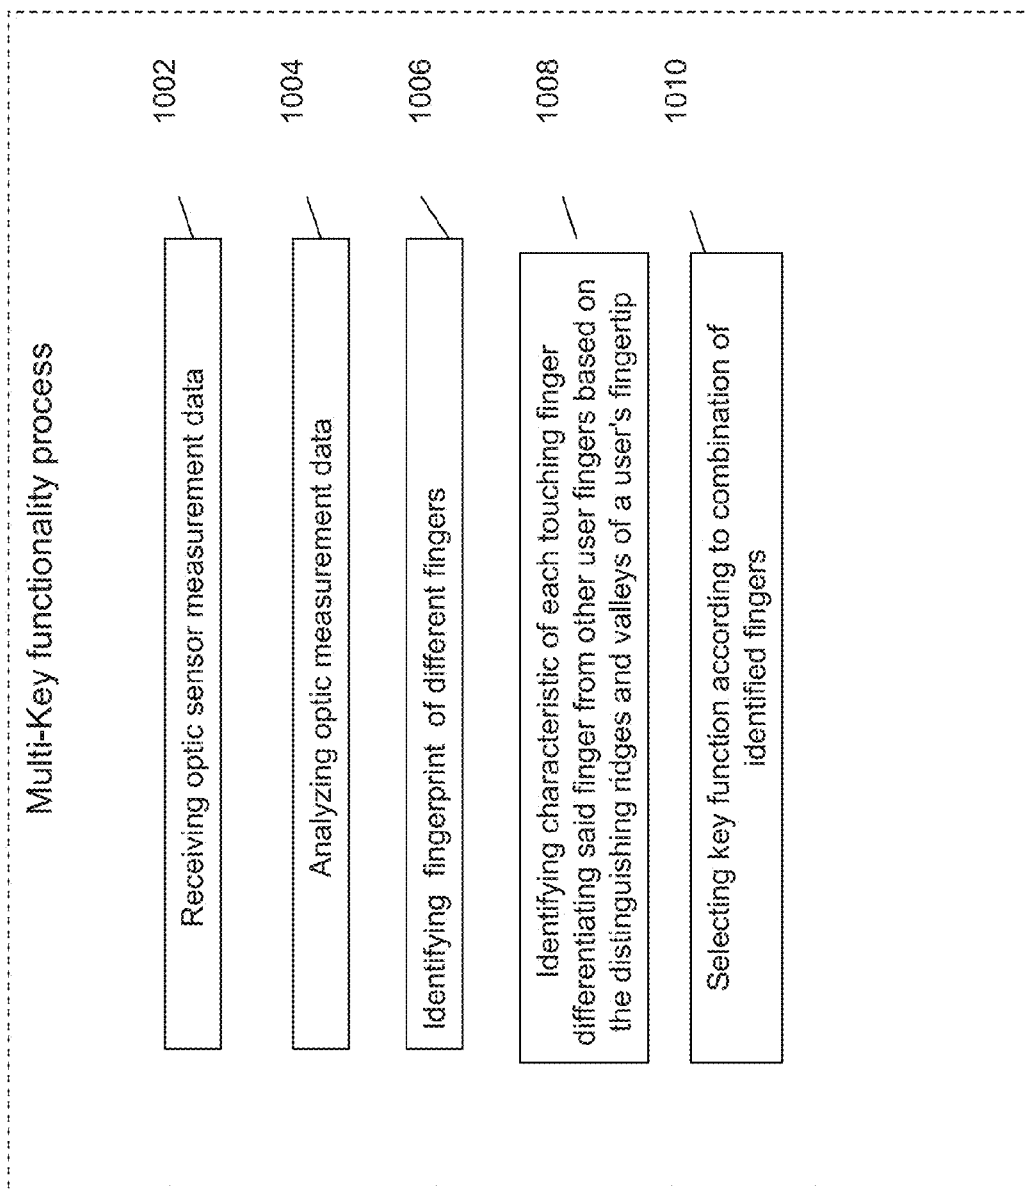 Multi-Key functionality process
Receiving optic sensor measurement data
1002
Analyzing optic measurement data
1004
Identifying fingerprint of different fingers
1006
Identifying characteristic of each touching finger
differentiating said finger from other user fingers based on
the distinguishing ridges and valleys of a user's fingertip
1008
Selecting key function according to combination of
identified fingers
1010